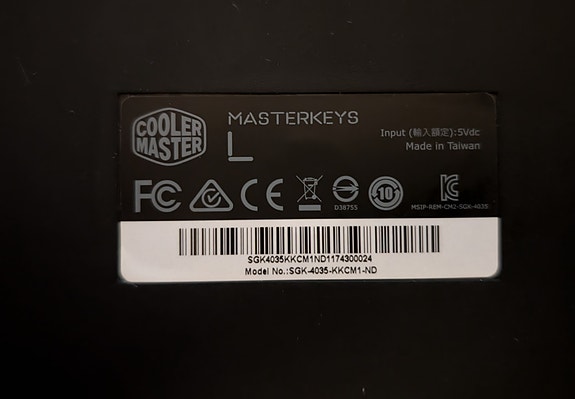 COOLER
MASTER
MASTERKEYS
L
Input (輸入額定):5Vdc
Made in Taiwan
FC CE
D38755
10
MSIP-REM-CM2-SGK-4035
SGK4035KKCM1ND1174300024
Model No.:SGK-4035-KKCM1-ND